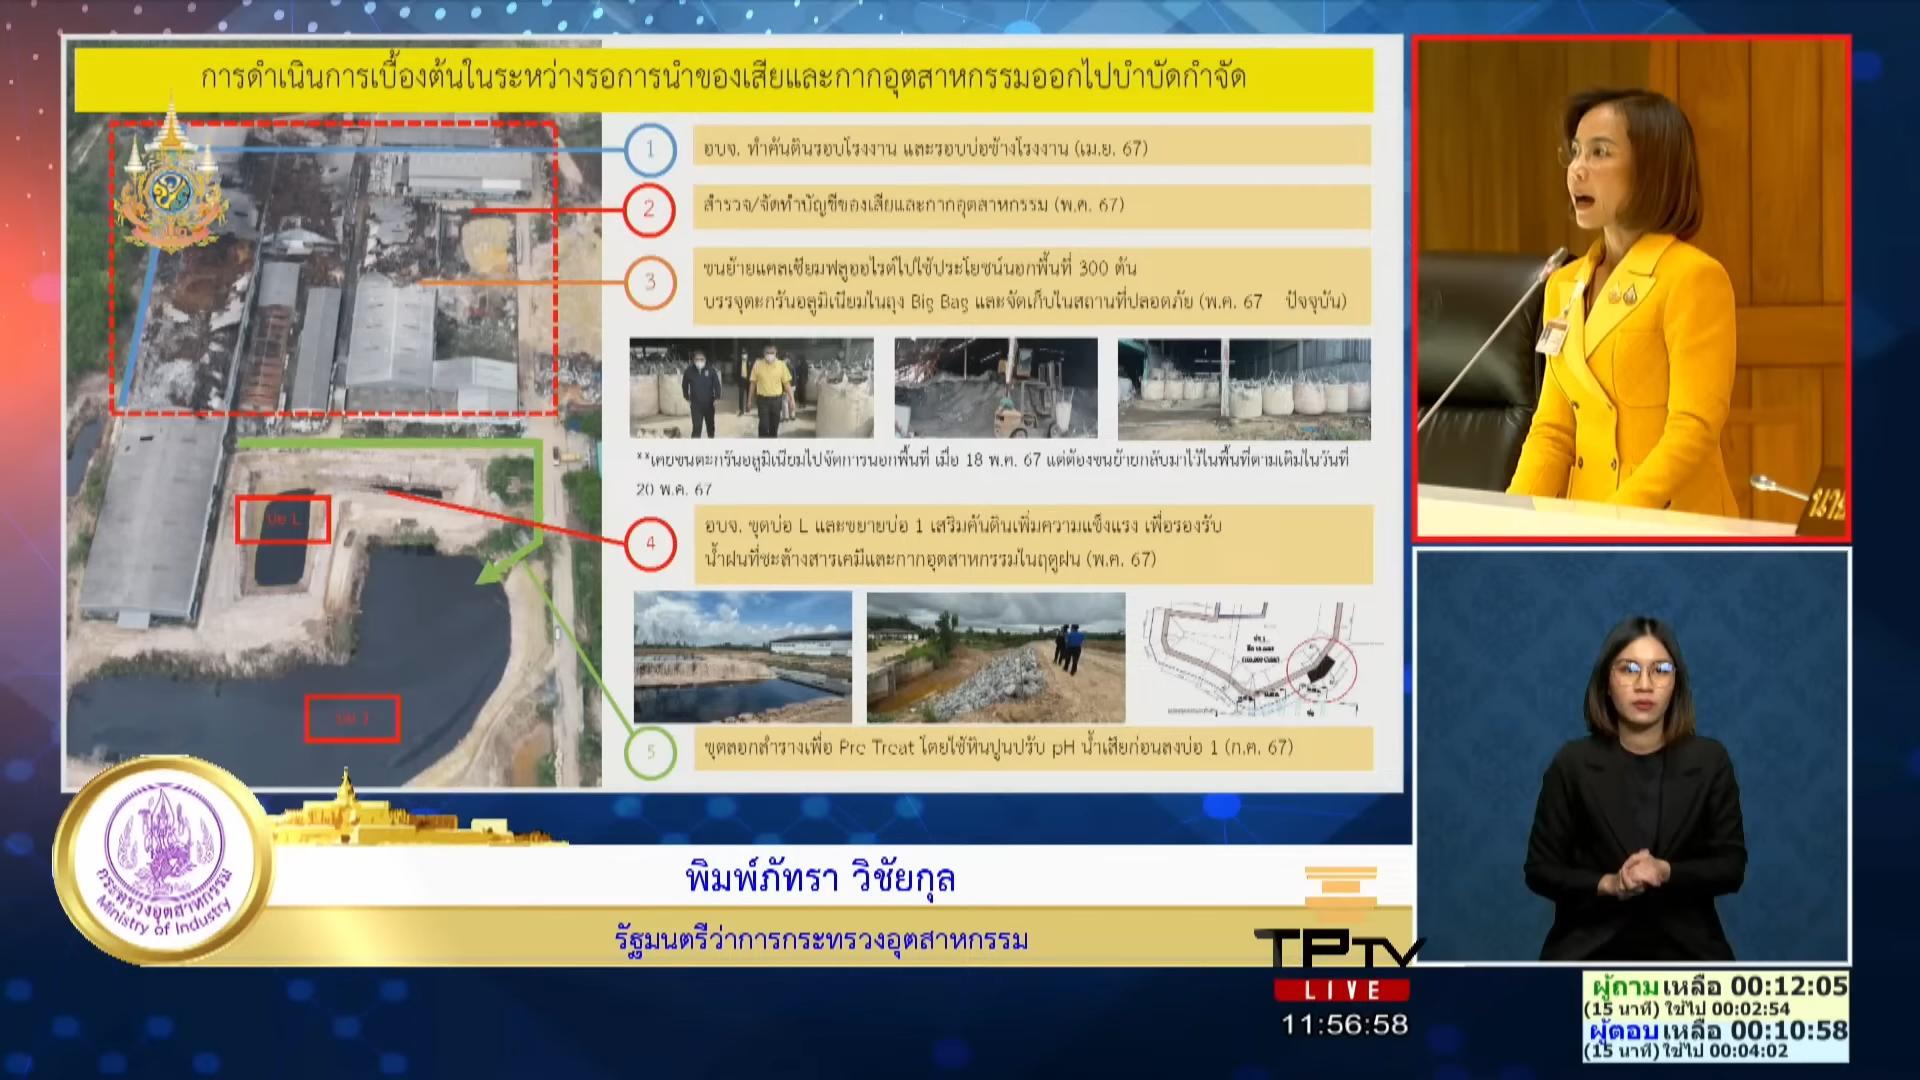 การดำเนินการเบื้องต้นในระหว่างรอการนำของเสียและกากอุตสาหกรรมออกไปบำบัดกำจัด
1
อบจ. ทำคันดินรอบโรงงาน และรอบบ่อข้างโรงงาน (เม.ย. 67)
2
สำรวจ/จัดทำบัญชีของเสียและกากอุตสาหกรรม (พ.ค. 67)
3
ขนย้ายแคลเซียมฟลูออไรด์ไปใช้ประโยชน์นอกพื้นที่ 300 ตัน
บรรจุตะกรันอลูมิเนียมในถุง Big Bag และจัดเก็บในสถานที่ปลอดภัย (พ.ค. 67 ปัจจุบัน)
**เคยขนตะกรันอลูมิเนียมไปจัดการนอกพื้นที่ เมื่อ 18 พ.ค. 67 แต่ต้องขนย้ายกลับมาไว้ในพื้นที่ตามเดิมในวันที่
20 พ.ค. 67
บ่อ L
4
อบจ. ขุดบ่อ L และขยายบ่อ 1 เสริมคันดินเพิ่มความแข็งแรง เพื่อรองรับ
น้ำฝนที่ชะล้างสารเคมีและกากอุตสาหกรรมในฤดูฝน (พ.ค. 67)
บ่อ 1
5
ขุดลอกลำรางเพื่อ Pre Treat โดยใช้หินปูนปรับ pH น้ำเสียก่อนลงบ่อ 1 (ก.ค. 67)
กระทรวงอุตสาหกรรม
Ministry of Industry
พิมพ์ภัทรา วิชัยกุล
รัฐมนตรีว่าการกระทรวงอุตสาหกรรม
TPTV
LIVE
11:56:58
ผู้ถาม เหลือ 00:12:05
(15 นาที) ใช้ไป 00:02:54
ผู้ตอบ เหลือ 00:10:58
(15 นาที) ใช้ไป 00:04:02